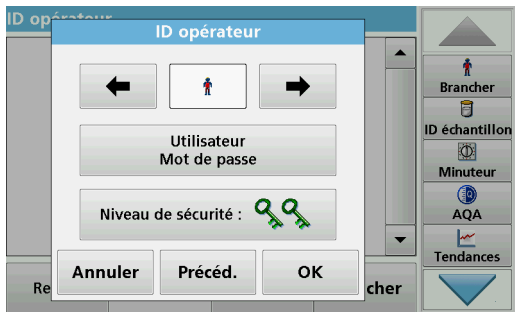 ID opérateur
ID opérateur
Brancher
ID échantillon
Utilisateur
Mot de passe
Minuteur
Niveau de sécurité :
AQA
Tendances
Annuler
Précéd.
OK
Re
cher